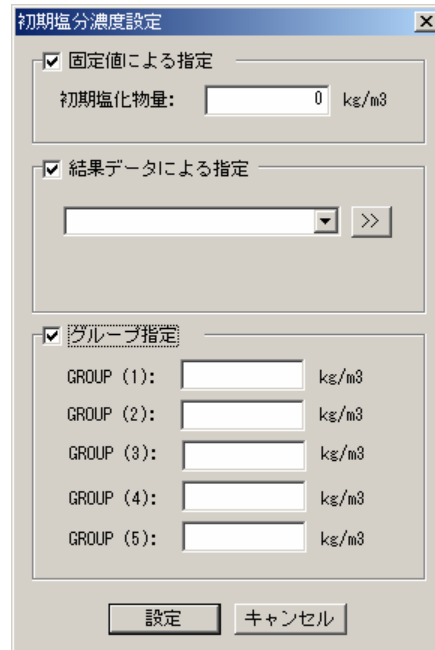 初期塩分濃度設定
固定値による指定
初期塩化物量: 0 kg/m3
結果データによる指定
>>
グループ指定
GROUP (1): kg/m3
GROUP (2): kg/m3
GROUP (3): kg/m3
GROUP (4): kg/m3
GROUP (5): kg/m3
設定 キャンセル